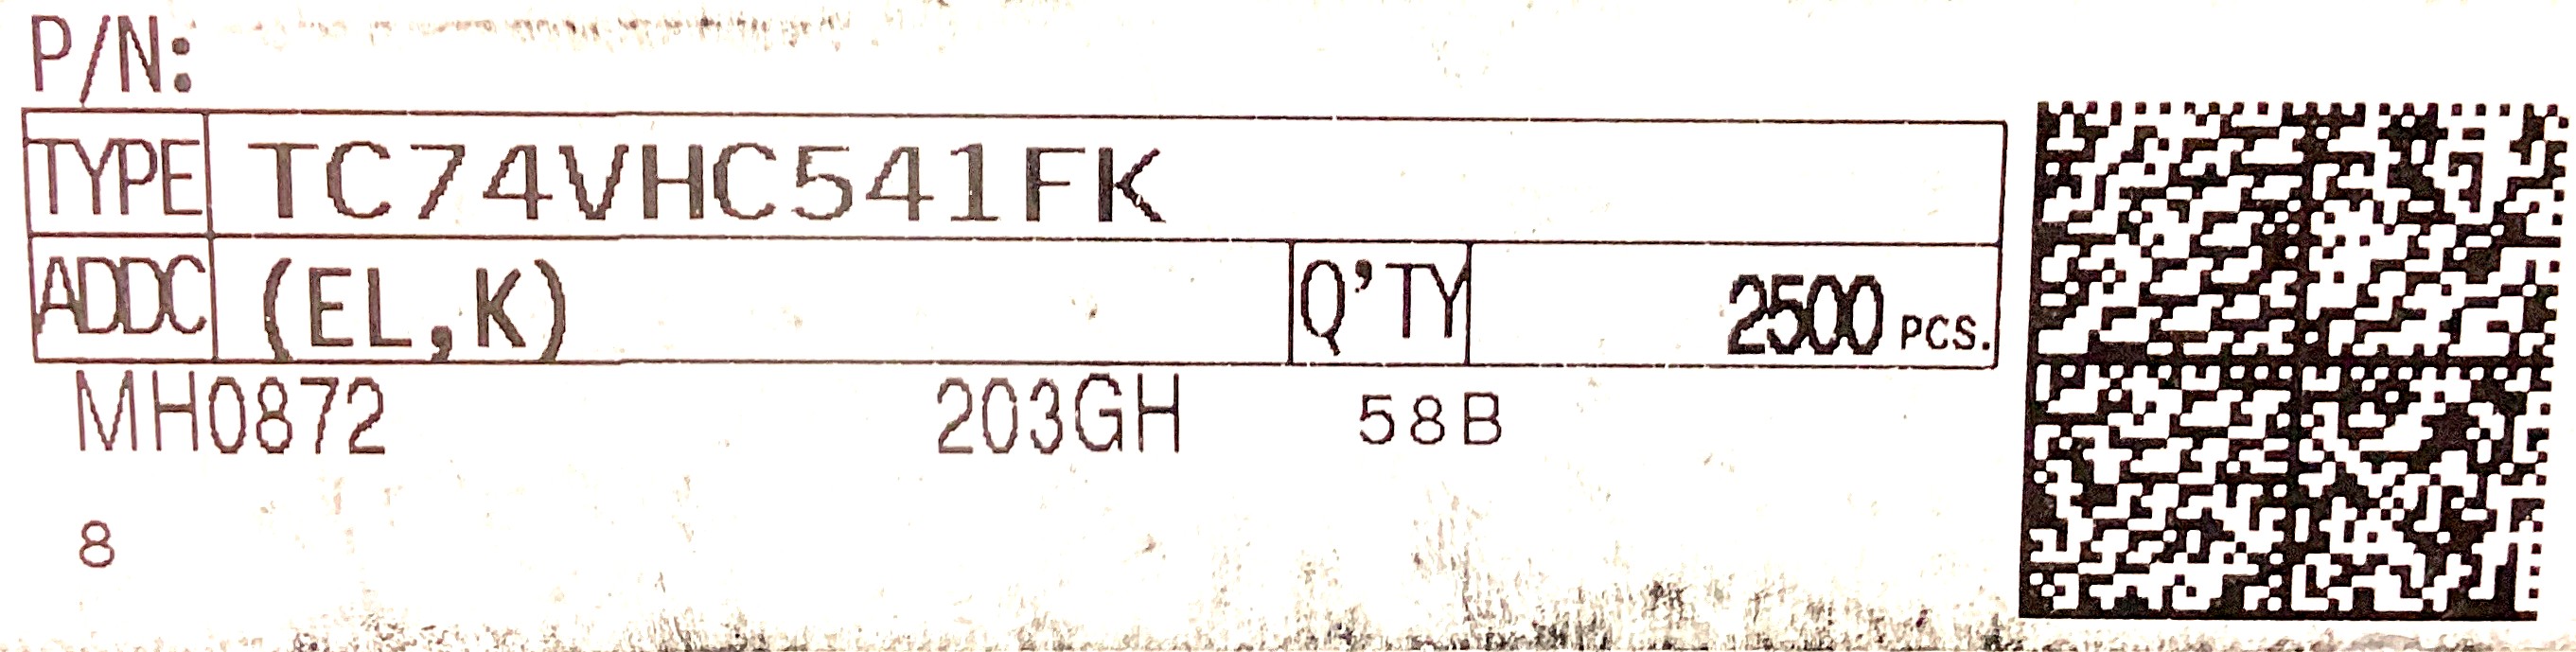 P/N:
TYPE TC74VHC541FK
ADDC (EL,K) Q'TY 2500 PCS.
MH0872 203GH 58B
8